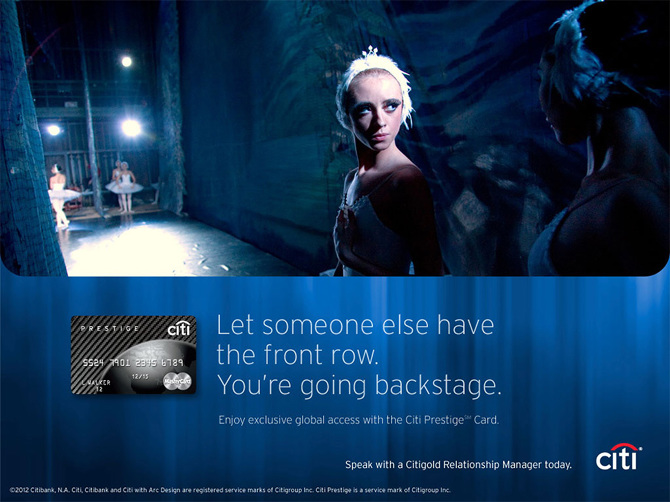 PRESTIGE
citi
5524 7901 2345 6789
12/15
L WALKER
12
MasterCard
Let someone else have
the front row.
You're going backstage.
Enjoy exclusive global access with the Citi Prestige℠ Card.
Speak with a Citigold Relationship Manager today.
citi
©2012 Citibank, N.A. Citi, Citibank and Citi with Arc Design are registered service marks of Citigroup Inc. Citi Prestige is a service mark of Citigroup Inc.